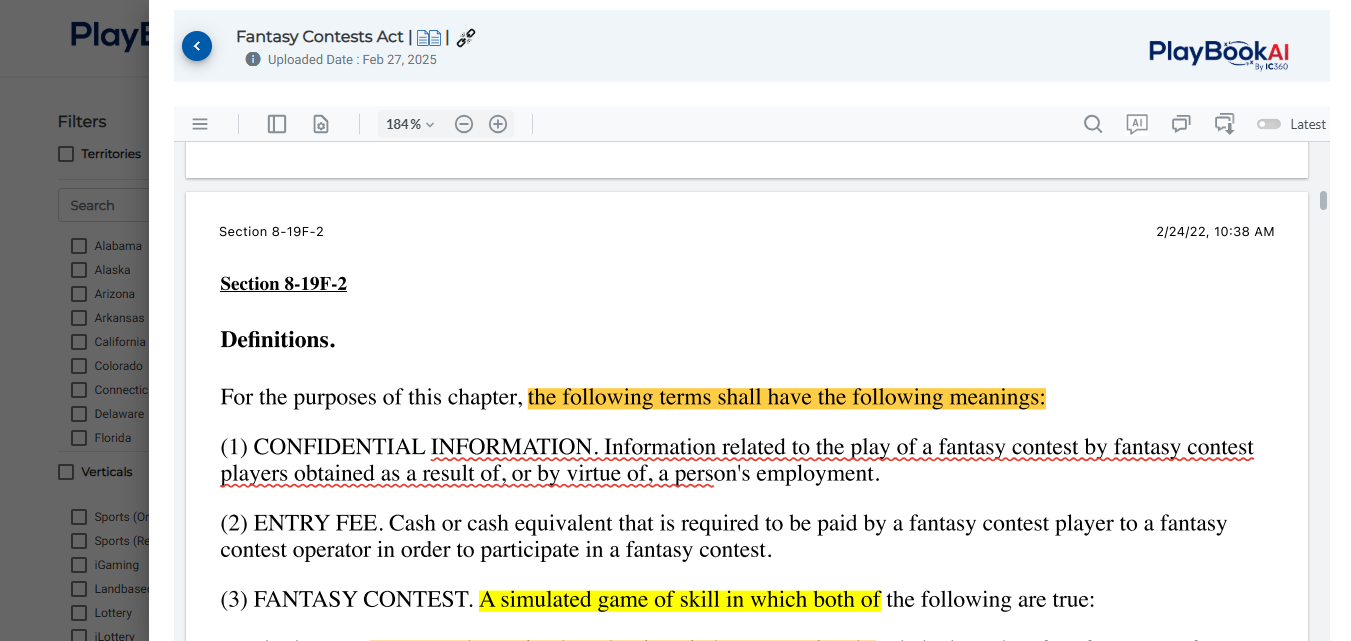 PlayB
Filters
Territories
Search
Alabama
Alaska
Arizona
Arkansas
California
Colorado
Connectic
Delaware
Florida
Verticals
Sports (On
Sports (Re
iGaming
Landbased
Lottery
iLottery
Fantasy Contests Act | |
Uploaded Date : Feb 27, 2025
PlayBookAI
By IC360
184%
AI
Latest
Section 8-19F-2 2/24/22, 10:38 AM
Section 8-19F-2
Definitions.
For the purposes of this chapter, the following terms shall have the following meanings:
(1) CONFIDENTIAL INFORMATION. Information related to the play of a fantasy contest by fantasy contest
players obtained as a result of, or by virtue of, a person's employment.
(2) ENTRY FEE. Cash or cash equivalent that is required to be paid by a fantasy contest player to a fantasy
contest operator in order to participate in a fantasy contest.
(3) FANTASY CONTEST. A simulated game of skill in which both of the following are true: